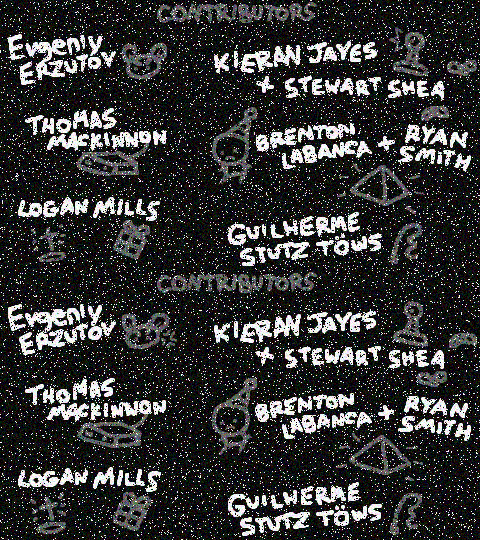 CONTRIBUTORS
Evgeniy
ERZUTOV
KIERAN JAYES
+ STEWART SHEA
THOMAS
MACKINNON
BRENTON
LABANCA + RYAN
SMITH
LOGAN MILLS
GUILHERME
STUTZ TÖWS
CONTRIBUTORS
Evgeniy
ERZUTOV
KIERAN JAYES
+ STEWART SHEA
THOMAS
MACKINNON
BRENTON
LABANCA + RYAN
SMITH
LOGAN MILLS
GUILHERME
STUTZ TÖWS